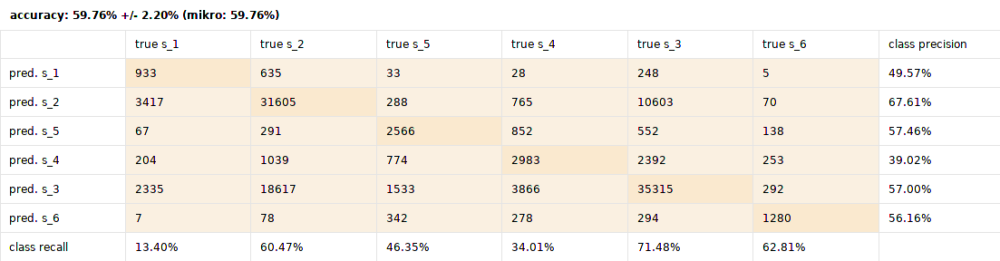 accuracy: 59.76% +/- 2.20% (mikro: 59.76%)
true s_1 true s_2 true s_5 true s_4 true s_3 true s_6 class precision
pred. s_1 933 635 33 28 248 5 49.57%
pred. s_2 3417 31605 288 765 10603 70 67.61%
pred. s_5 67 291 2566 852 552 138 57.46%
pred. s_4 204 1039 774 2983 2392 253 39.02%
pred. s_3 2335 18617 1533 3866 35315 292 57.00%
pred. s_6 7 78 342 278 294 1280 56.16%
class recall 13.40% 60.47% 46.35% 34.01% 71.48% 62.81%